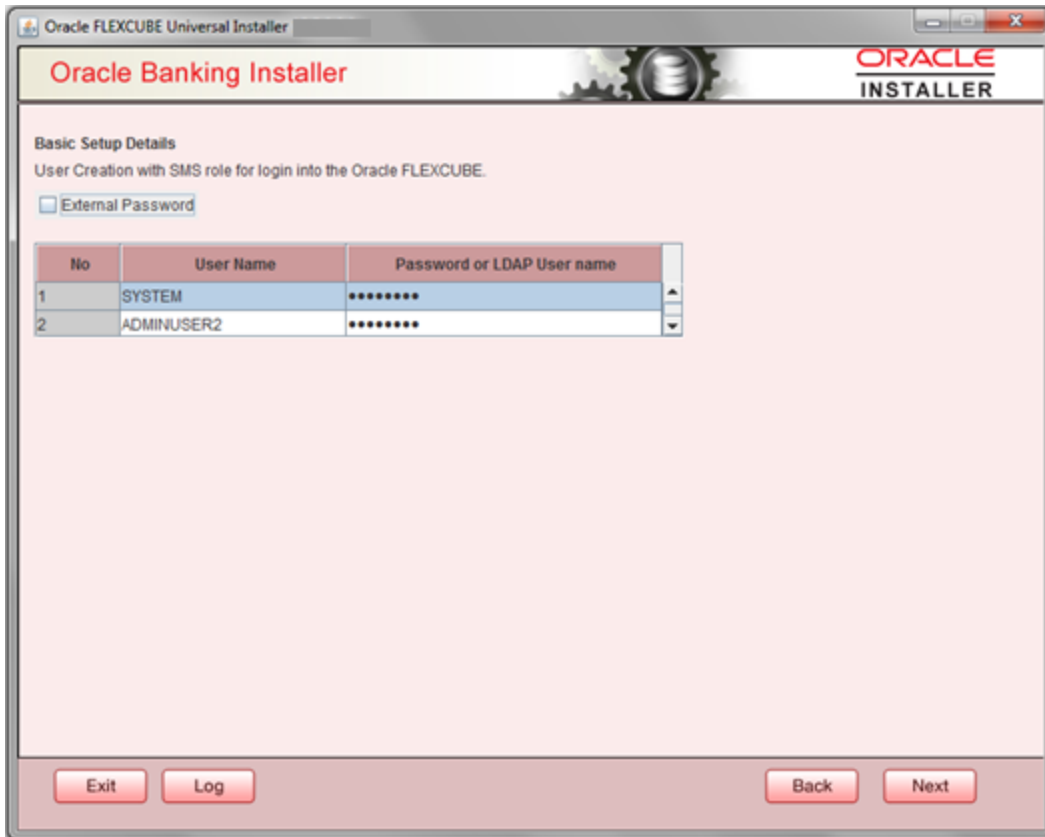 Oracle FLEXCUBE Universal Installer
Oracle Banking Installer
ORACLE
INSTALLER
Basic Setup Details
User Creation with SMS role for login into the Oracle FLEXCUBE.
External Password
No User Name Password or LDAP User name
1 SYSTEM ••••••••
2 ADMINUSER2 ••••••••
Exit Log Back Next